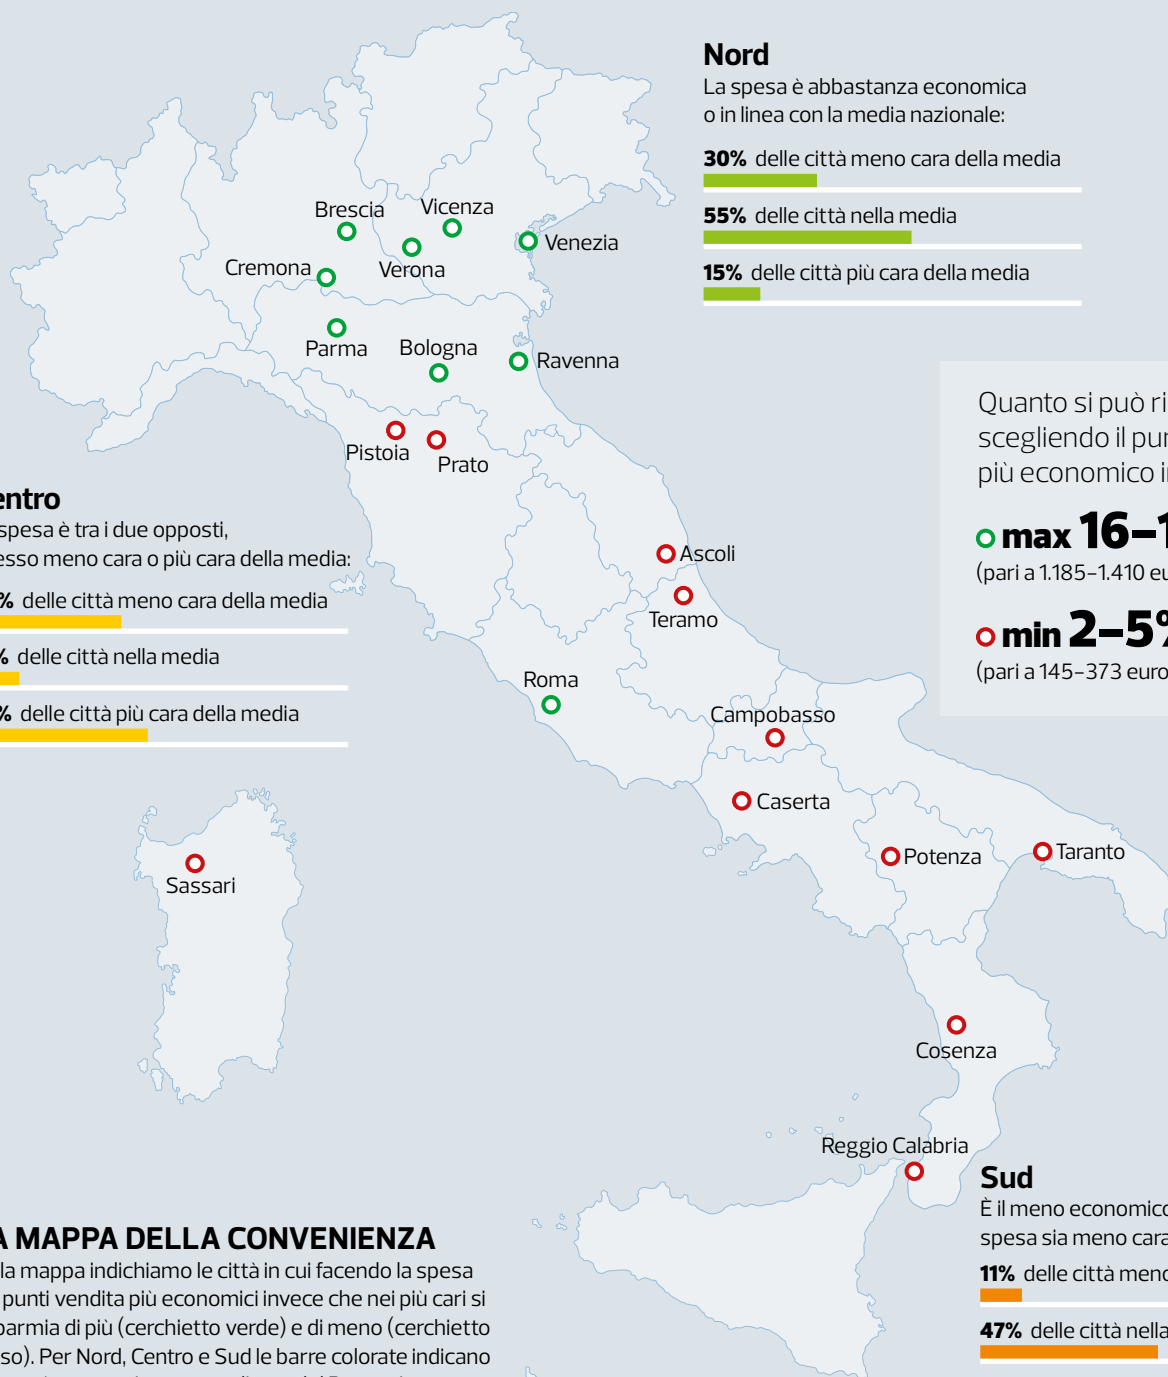 Nord
La spesa è abbastanza economica
o in linea con la media nazionale:
30% delle città meno cara della media
55% delle città nella media
15% delle città più cara della media
Brescia
Vicenza
Venezia
Cremona
Verona
Parma
Bologna
Ravenna
Pistoia
Prato
Quanto si può ri
scegliendo il pu
più economico i
max 16–1
(pari a 1.185–1.410 eu
min 2–5%
(pari a 145–373 euro
entro
spesa è tra i due opposti,
esso meno cara o più cara della media:
% delle città meno cara della media
% delle città nella media
% delle città più cara della media
Ascoli
Teramo
Roma
Campobasso
Caserta
Potenza
Taranto
Sassari
Cosenza
Reggio Calabria
Sud
È il meno economico
spesa sia meno cara
11% delle città meno
47% delle città nella
A MAPPA DELLA CONVENIENZA
la mappa indichiamo le città in cui facendo la spesa
punti vendita più economici invece che nei più cari si
parmia di più (cerchietto verde) e di meno (cerchietto
so). Per Nord, Centro e Sud le barre colorate indicano